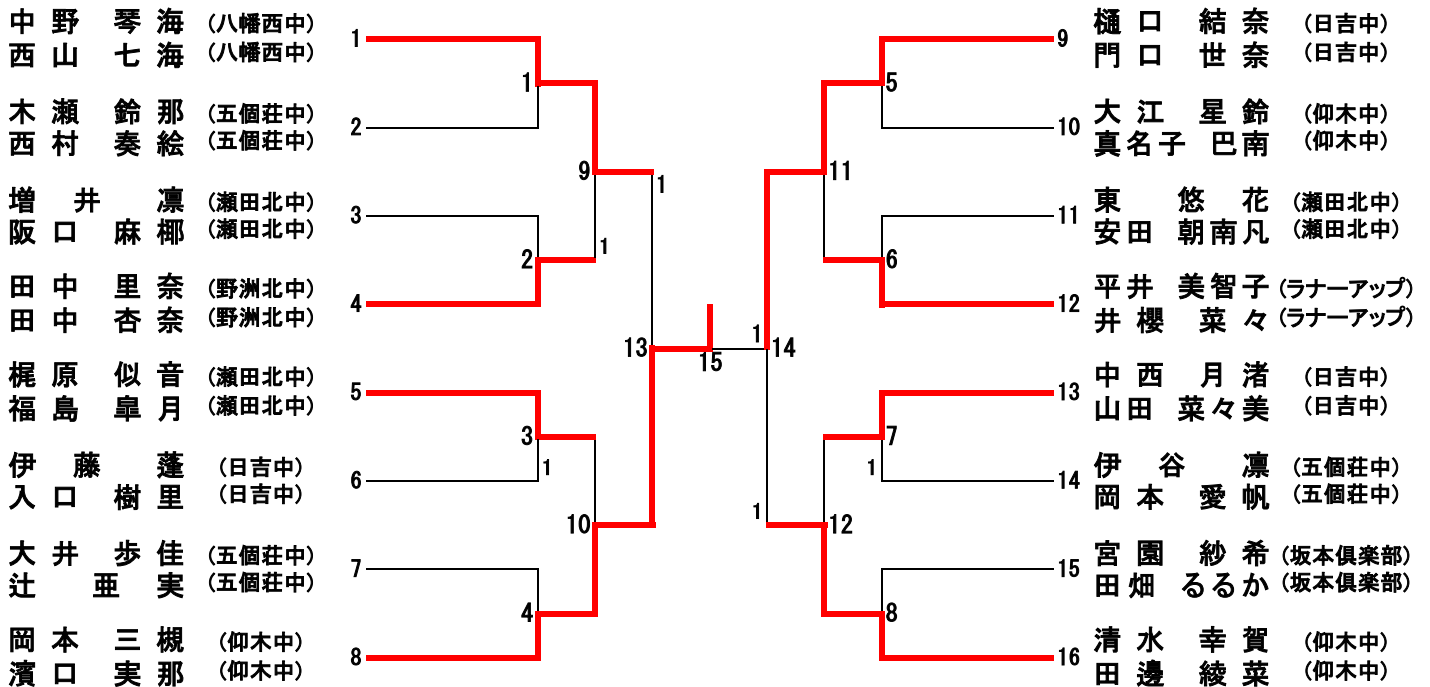 中野 琴海 (八幡西中)
西山 七海 (八幡西中)
1
木瀬 鈴那 (五個荘中)
西村 奏絵 (五個荘中)
2
増井 凛 (瀬田北中)
阪口 麻椰 (瀬田北中)
3
田中 里奈 (野洲北中)
田中 杏奈 (野洲北中)
4
梶原 似音 (瀬田北中)
福島 皐月 (瀬田北中)
5
伊藤 蓬 (日吉中)
入口 樹里 (日吉中)
6
大井 歩佳 (五個荘中)
辻 亜実 (五個荘中)
7
岡本 三槻 (仰木中)
濱口 実那 (仰木中)
8
1
9
1
1
2
13
3
1
10
4
15
5
11
6
1
14
7
1
1
12
8
9
樋口 結奈 (日吉中)
門口 世奈 (日吉中)
10
大江 星鈴 (仰木中)
真名子 巴南 (仰木中)
11
東 悠花 (瀬田北中)
安田 朝南凡 (瀬田北中)
12
平井 美智子 (ラナーアップ)
井櫻 菜々 (ラナーアップ)
13
中西 月渚 (日吉中)
山田 菜々美 (日吉中)
14
伊谷 凛 (五個荘中)
岡本 愛帆 (五個荘中)
15
宮園 紗希 (坂本倶楽部)
田畑 るるか (坂本倶楽部)
16
清水 幸賀 (仰木中)
田邊 綾菜 (仰木中)